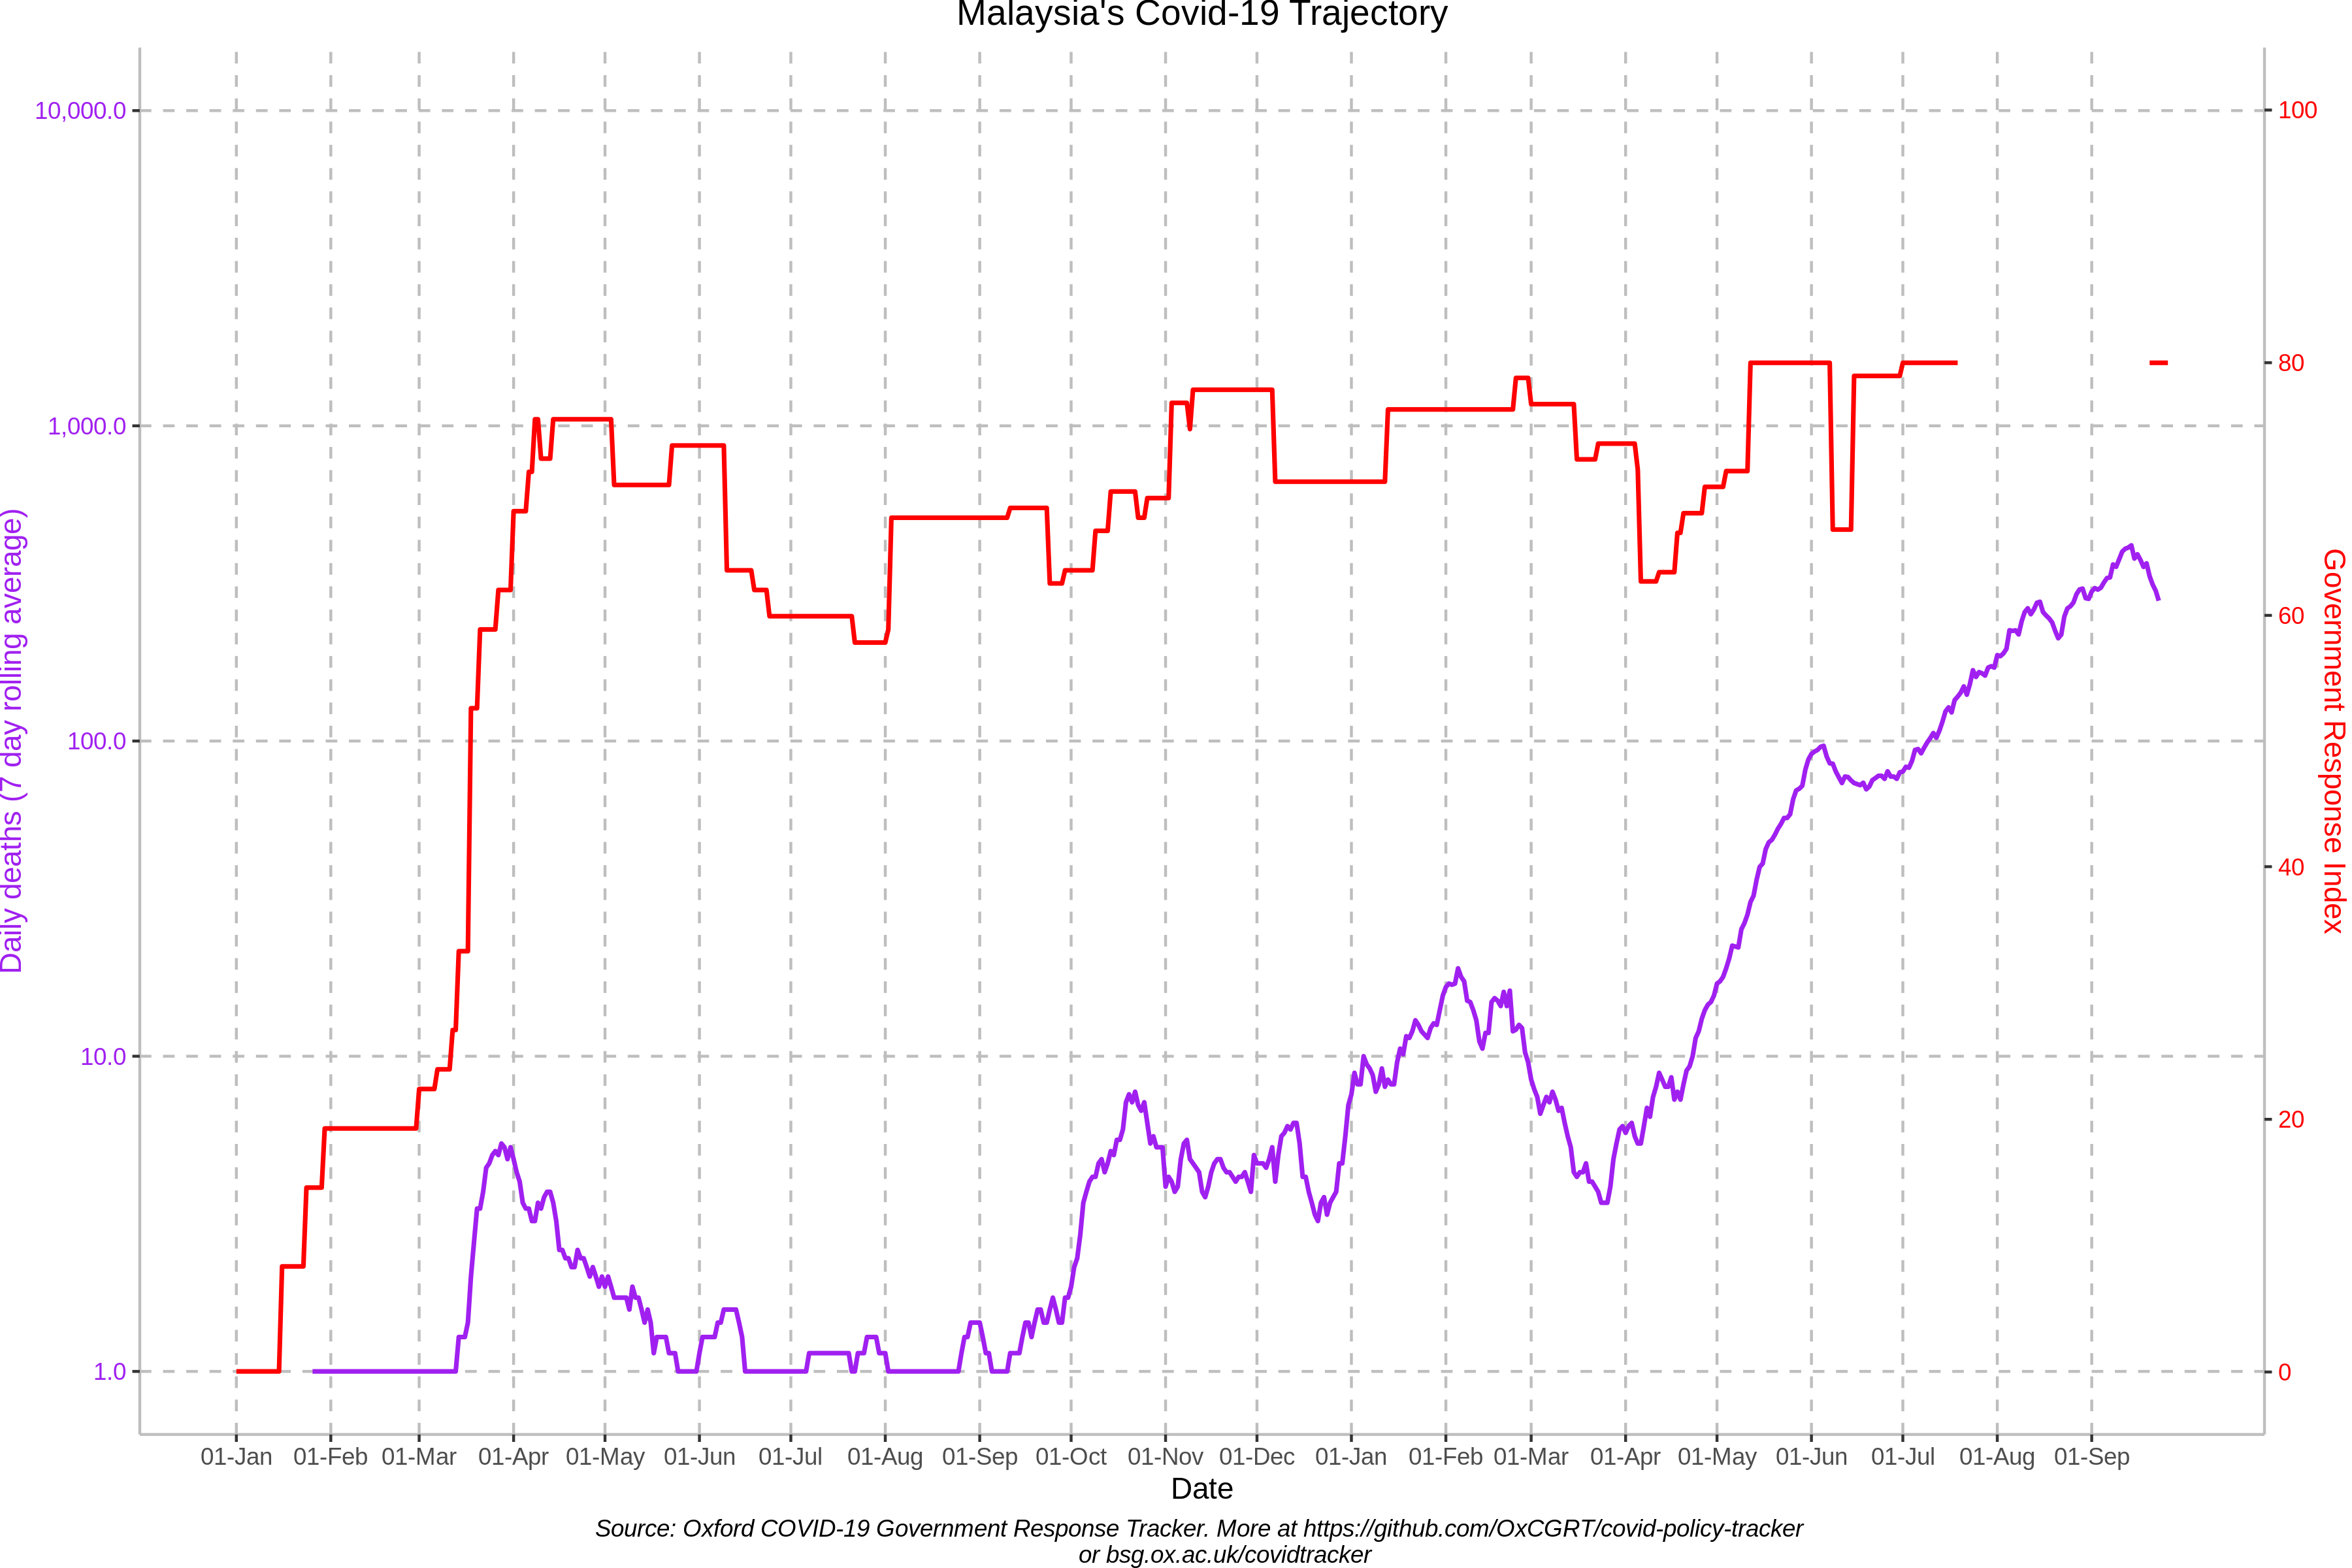 Malaysia's Covid-19 Trajectory
10,000.0
1,000.0
100.0
10.0
1.0
Daily deaths (7 day rolling average)
100
80
60
40
20
0
Government Response Index
01-Jan 01-Feb 01-Mar 01-Apr 01-May 01-Jun 01-Jul 01-Aug 01-Sep 01-Oct 01-Nov 01-Dec 01-Jan 01-Feb 01-Mar 01-Apr 01-May 01-Jun 01-Jul 01-Aug 01-Sep
Date
Source: Oxford COVID-19 Government Response Tracker. More at https://github.com/OxCGRT/covid-policy-tracker
or bsg.ox.ac.uk/covidtracker